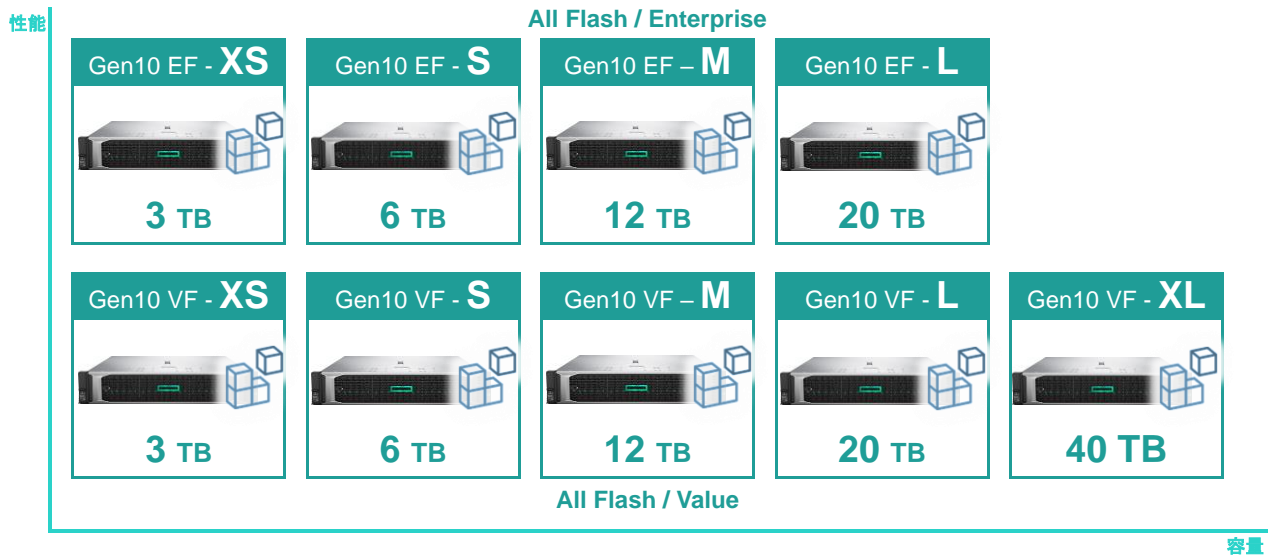 性能
All Flash / Enterprise
Gen10 EF - XS
Gen10 EF - S
Gen10 EF – M
Gen10 EF - L
3 TB
6 TB
12 TB
20 TB
Gen10 VF - XS
Gen10 VF - S
Gen10 VF – M
Gen10 VF - L
Gen10 VF - XL
3 TB
6 TB
12 TB
20 TB
40 TB
All Flash / Value
容量